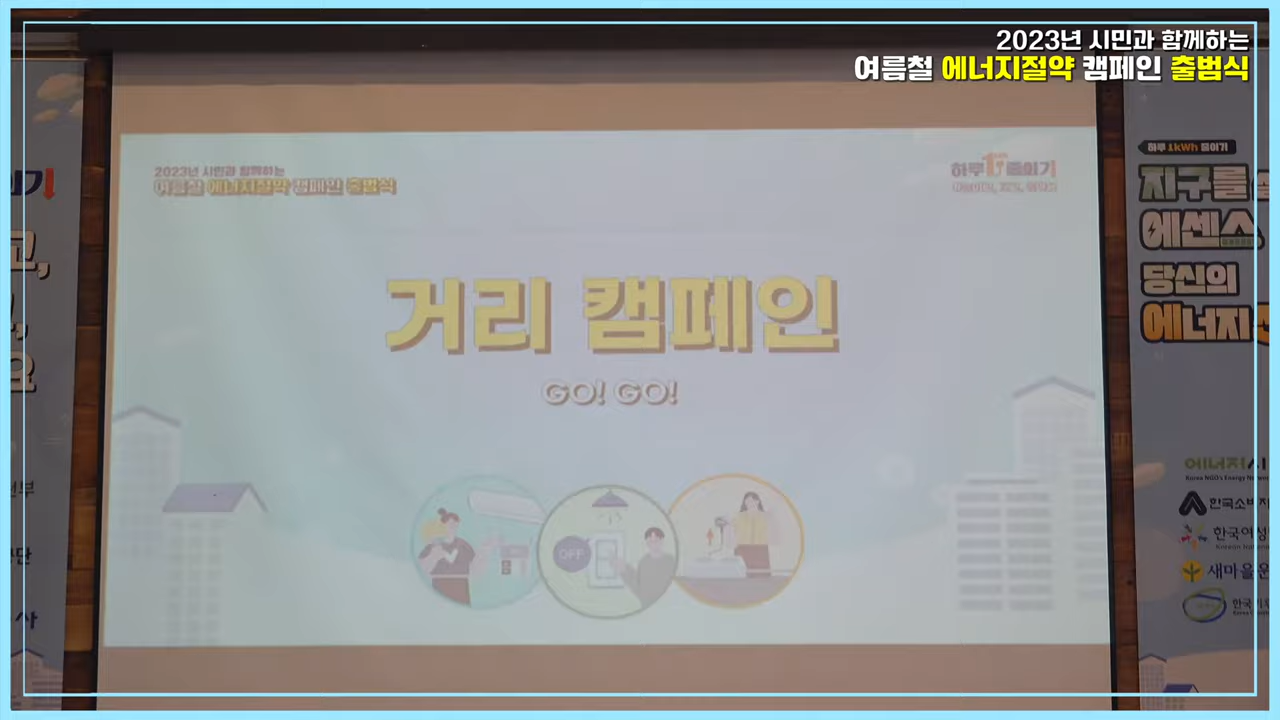 2023년 시민과 함께하는
여름철 에너지절약 캠페인 출범식
2023년 시민과 함께하는
여름철 에너지절약 캠페인 출범식
하루 1 줄이기
거리 캠페인
GO! GO!
OFF
하루 1kWh 줄이기
지구를
에센스
당신의
에너지
에너지시
Korea NGO's Energy
한국소비자
한국여성
새마을운